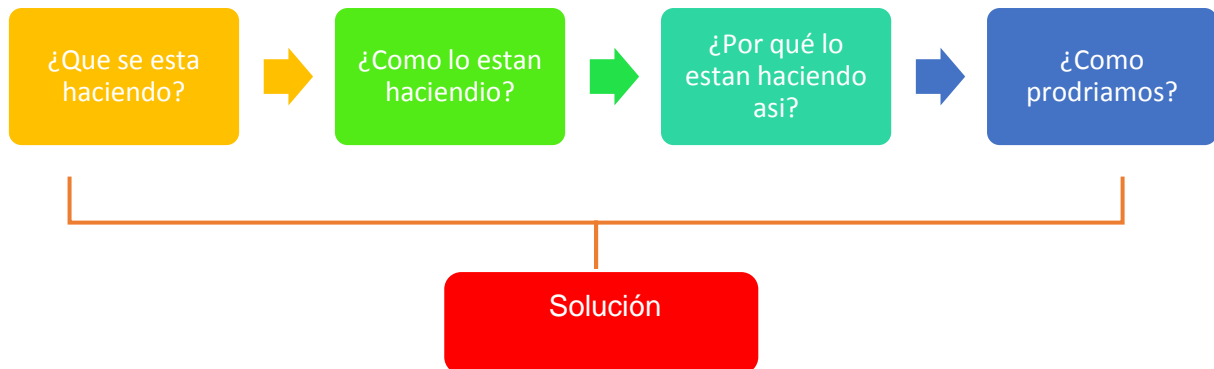 ¿Que se esta
haciendo?
¿Como lo estan
haciendio?
¿Por qué lo
estan haciendo
asi?
¿Como
prodriamos?
Solución